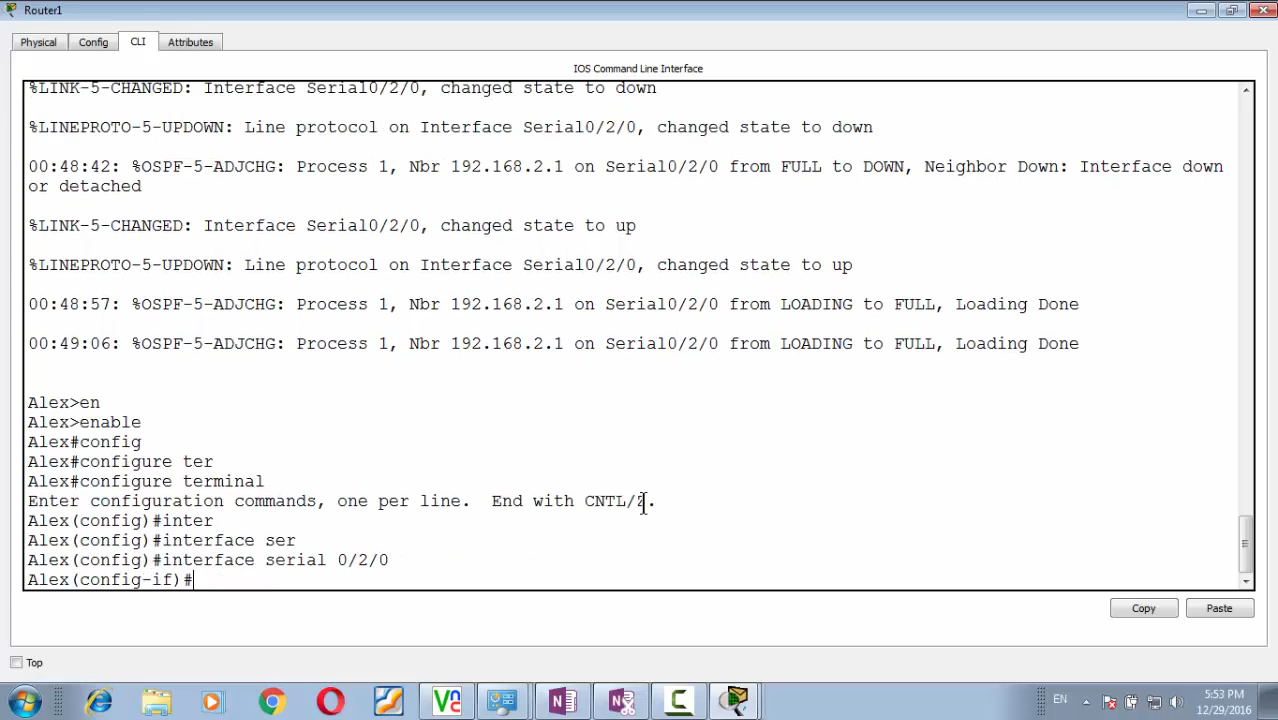 Router1
Physical
Config
CLI
Attributes
IOS Command Line Interface
%LINK-5-CHANGED: Interface Serial0/2/0, changed state to down
%LINEPROTO-5-UPDOWN: Line protocol on Interface Serial0/2/0, changed state to down
00:48:42: %OSPF-5-ADJCHG: Process 1, Nbr 192.168.2.1 on Serial0/2/0 from FULL to DOWN, Neighbor Down: Interface down
or detached
%LINK-5-CHANGED: Interface Serial0/2/0, changed state to up
%LINEPROTO-5-UPDOWN: Line protocol on Interface Serial0/2/0, changed state to up
00:48:57: %OSPF-5-ADJCHG: Process 1, Nbr 192.168.2.1 on Serial0/2/0 from LOADING to FULL, Loading Done
00:49:06: %OSPF-5-ADJCHG: Process 1, Nbr 192.168.2.1 on Serial0/2/0 from LOADING to FULL, Loading Done
Alex>en
Alex>enable
Alex#config
Alex#configure ter
Alex#configure terminal
Enter configuration commands, one per line.  End with CNTL/Z.
Alex(config)#inter
Alex(config)#interface ser
Alex(config)#interface serial 0/2/0
Alex(config-if)#
Copy
Paste
Top
EN
5:53 PM
12/29/2016